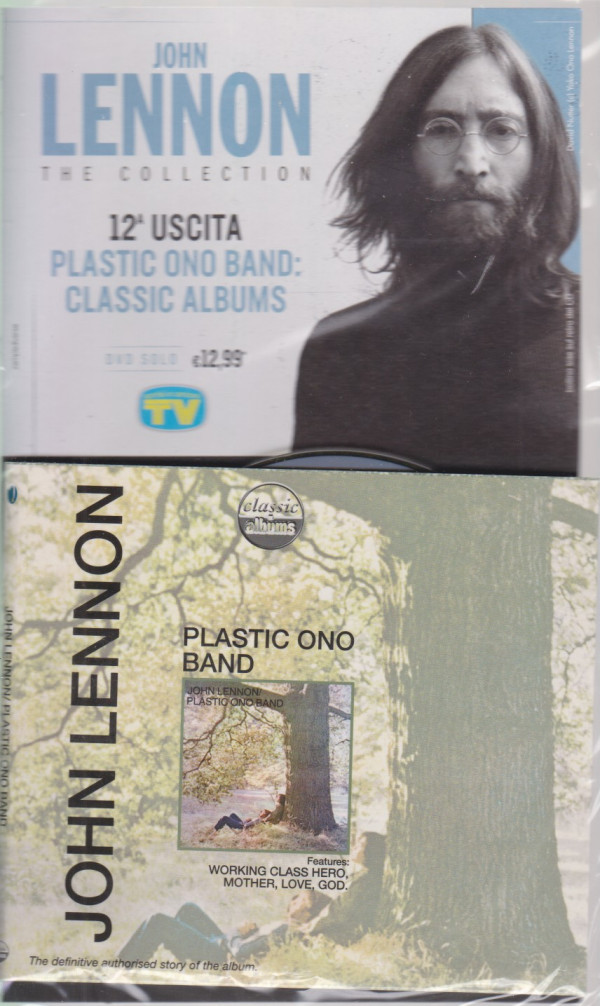 JOHN
LENNON
THE COLLECTION
12ª USCITA
PLASTIC ONO BAND:
CLASSIC ALBUMS
DVD SOLO €12,99*
TV
classic
albums
JOHN LENNON
PLASTIC ONO
BAND
JOHN LENNON/
PLASTIC ONO BAND
Features:
WORKING CLASS HERO,
MOTHER, LOVE, GOD.
The definitive authorised story of the album.
JOHN LENNON/ PLASTIC ONO BAND